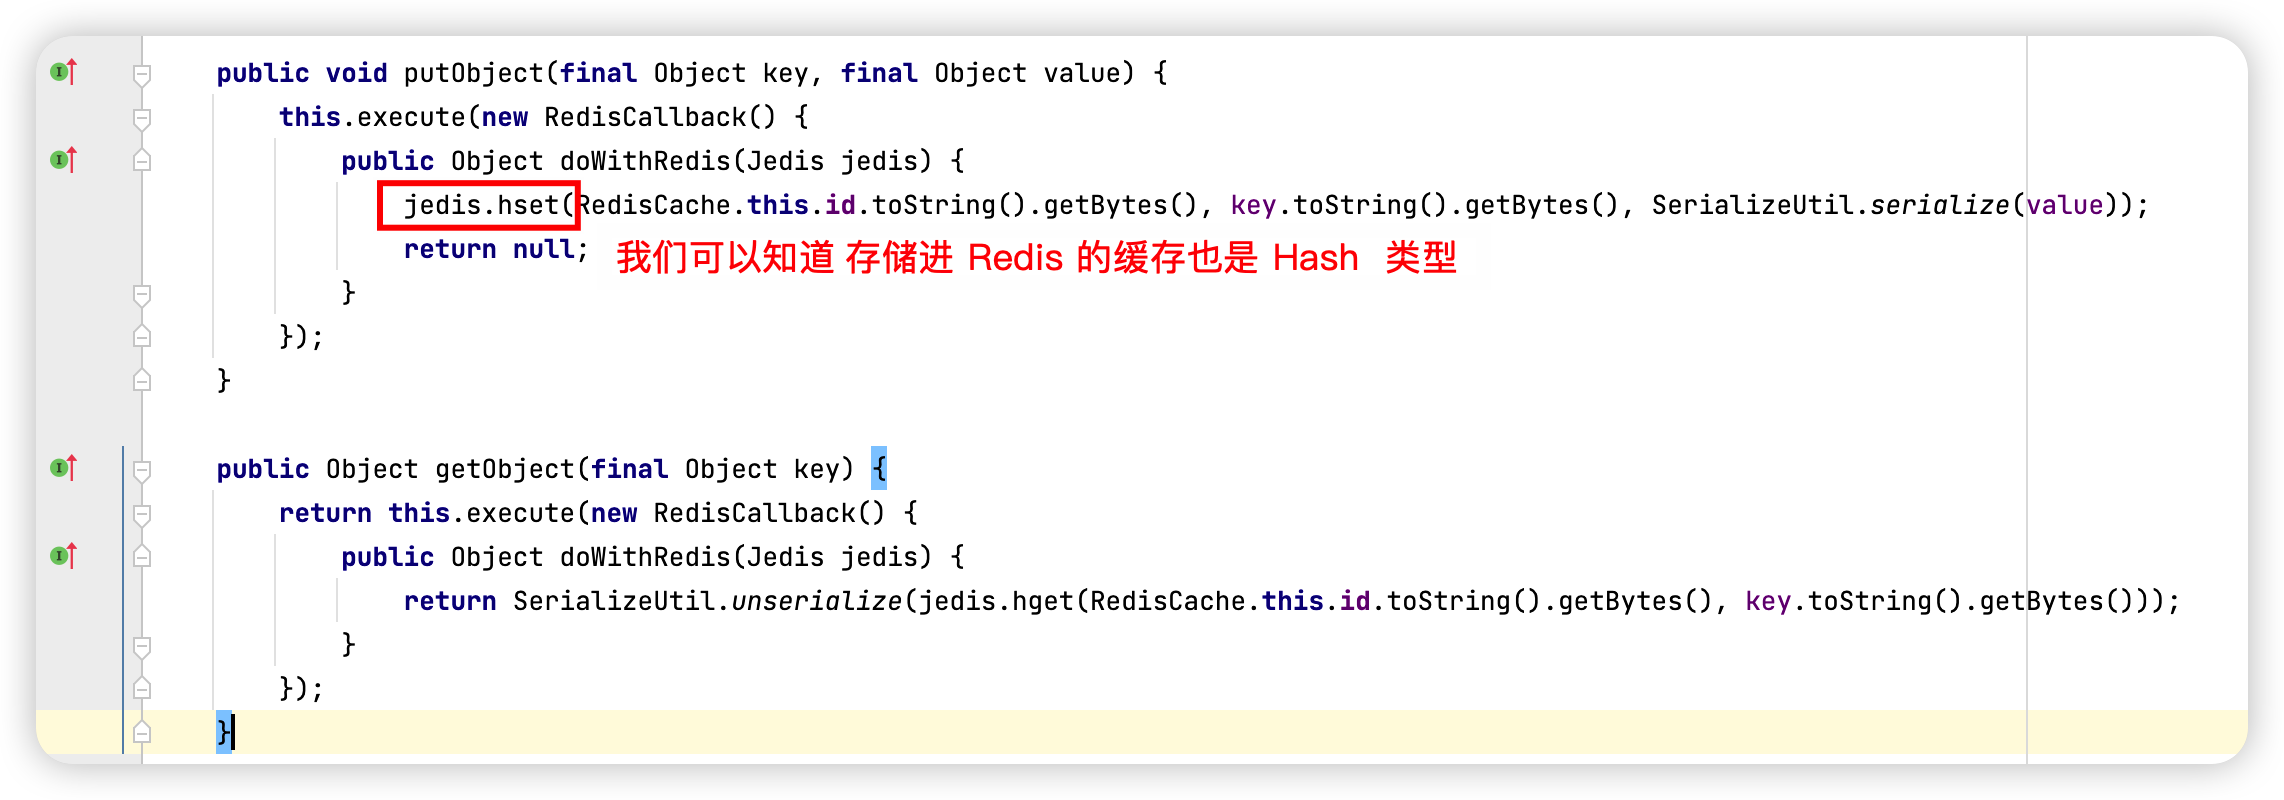 public void putObject(final Object key, final Object value) {
this.execute(new RedisCallback() {
public Object doWithRedis(Jedis jedis) {
jedis.hset(RedisCache.this.id.toString().getBytes(), key.toString().getBytes(), SerializeUtil.serialize(value));
return null;
我们可以知道 存储进 Redis 的缓存也是 Hash 类型
}
});
}
public Object getObject(final Object key) {
return this.execute(new RedisCallback() {
public Object doWithRedis(Jedis jedis) {
return SerializeUtil.unserialize(jedis.hget(RedisCache.this.id.toString().getBytes(), key.toString().getBytes()));
}
});
}